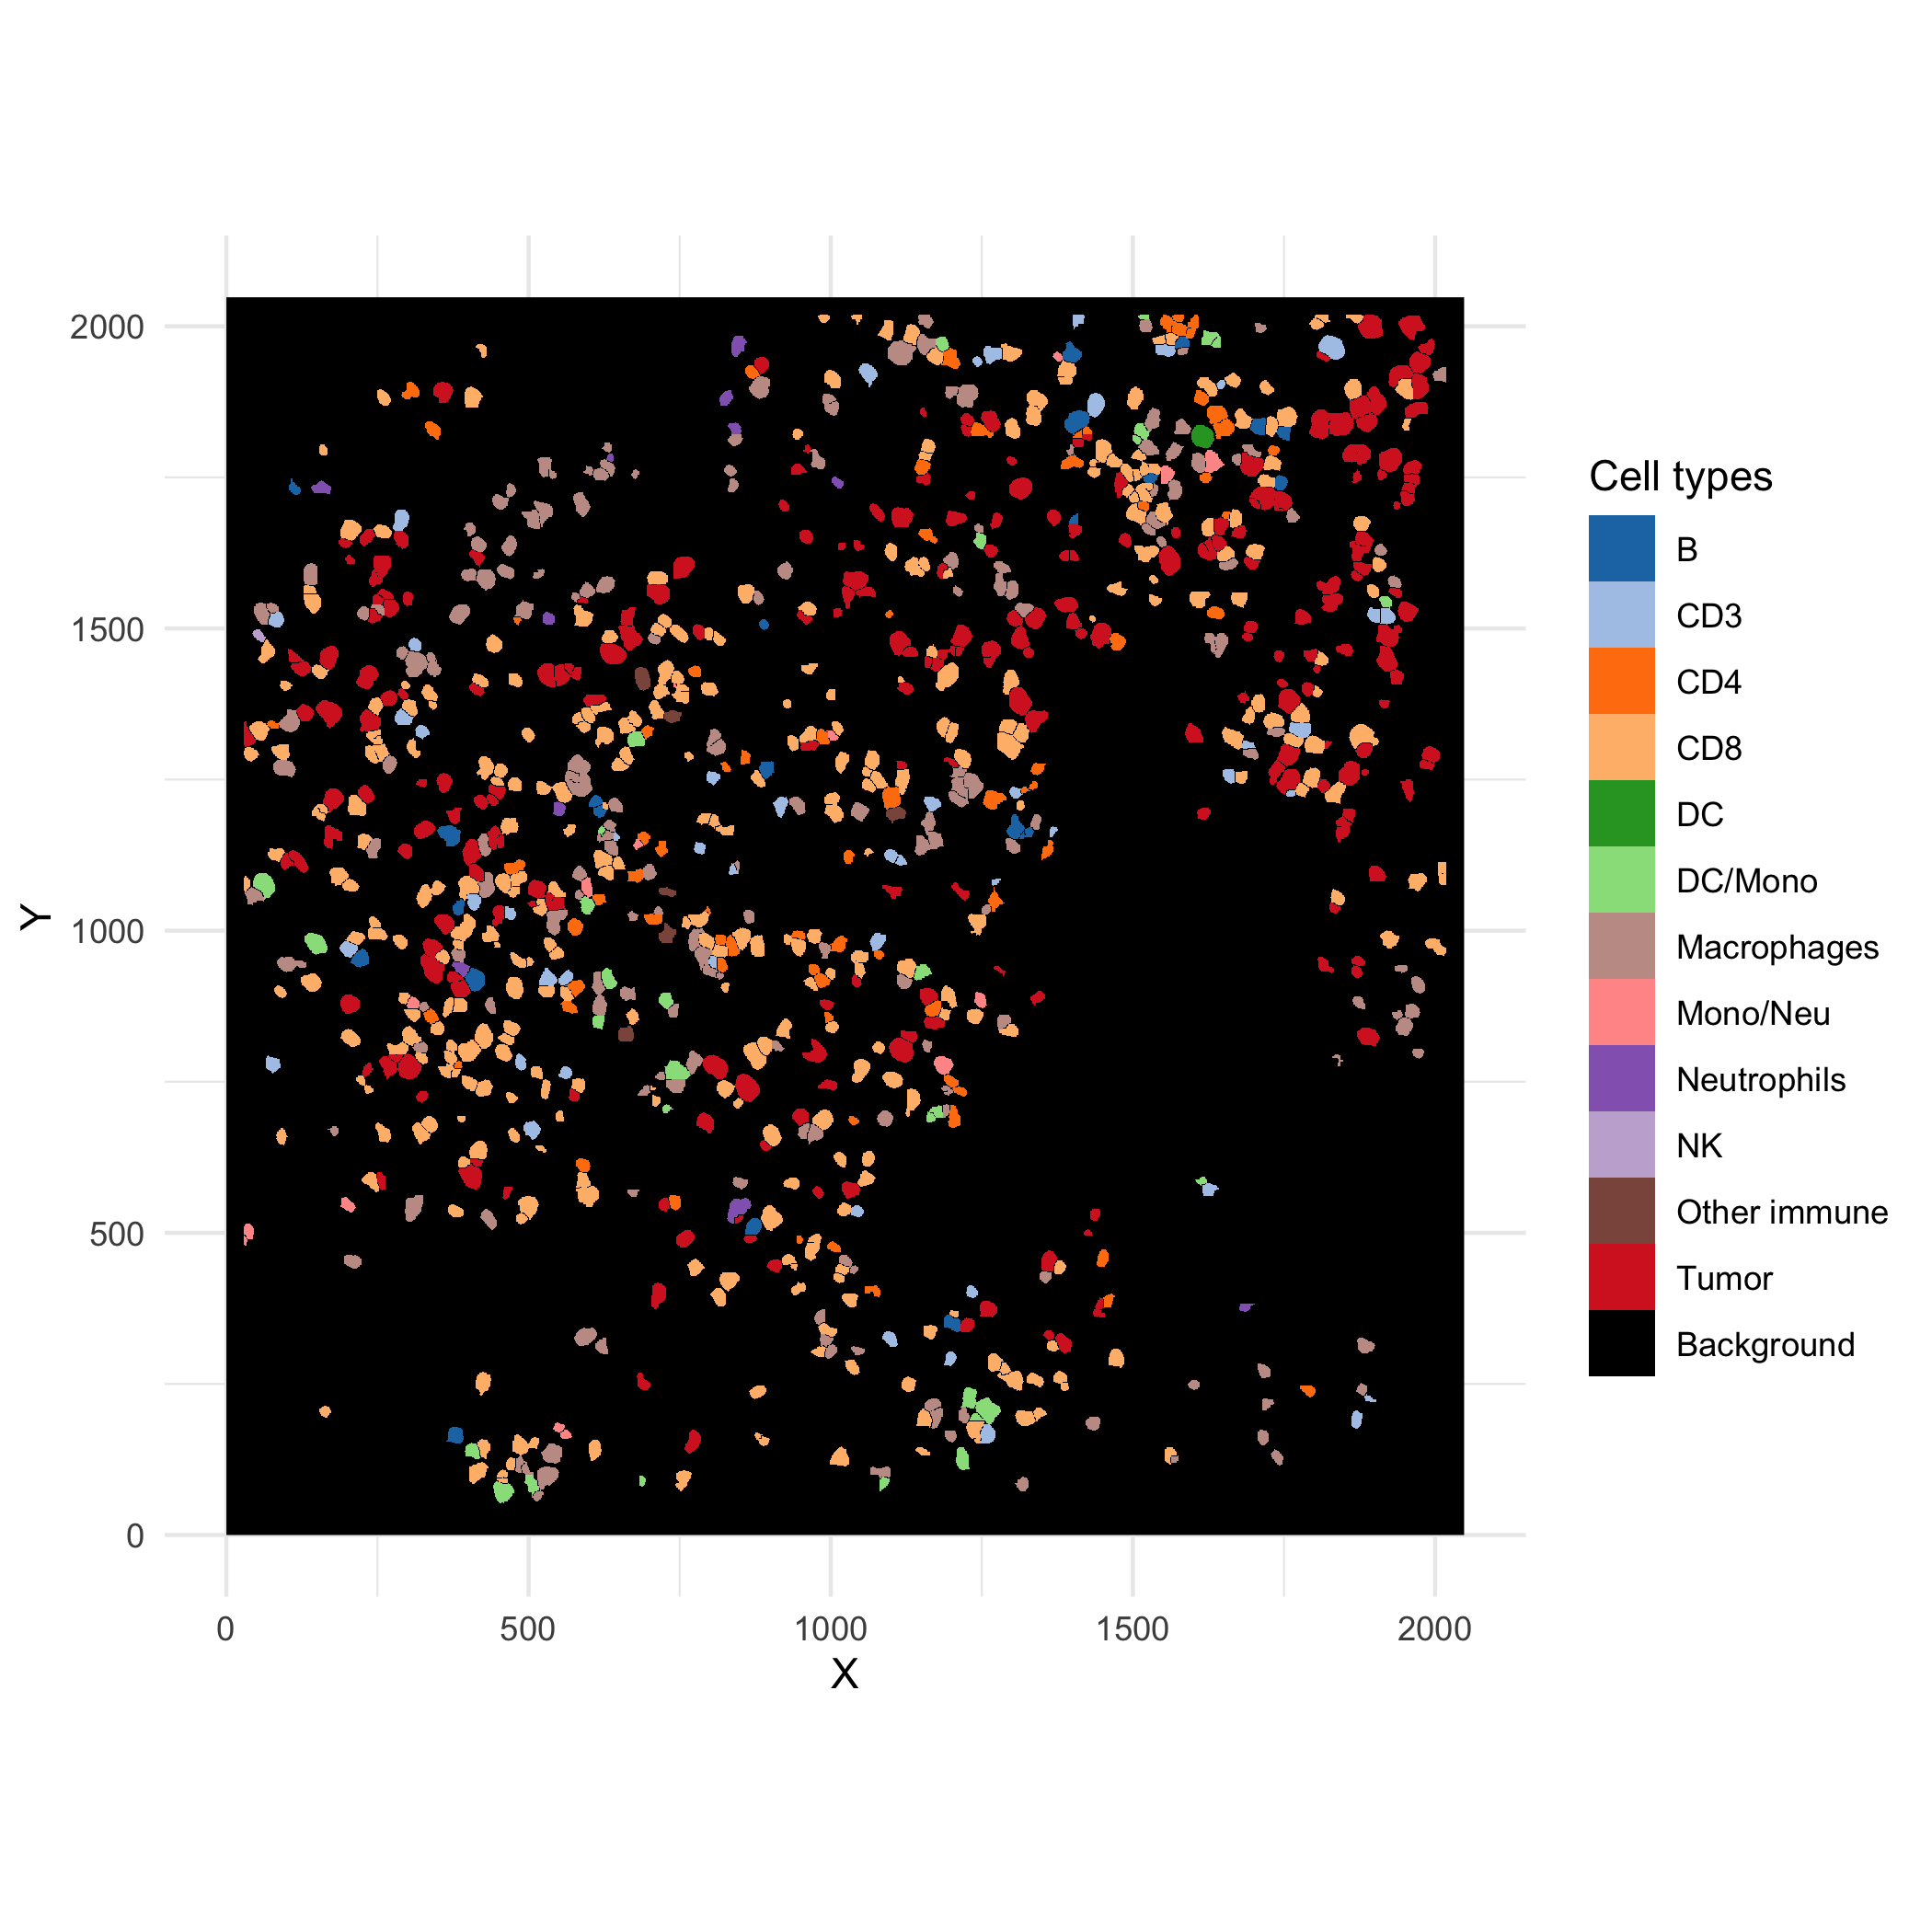 2000
1500
1000
500
0
Y
0 500 1000 1500 2000
X
Cell types
B
CD3
CD4
CD8
DC
DC/Mono
Macrophages
Mono/Neu
Neutrophils
NK
Other immune
Tumor
Background